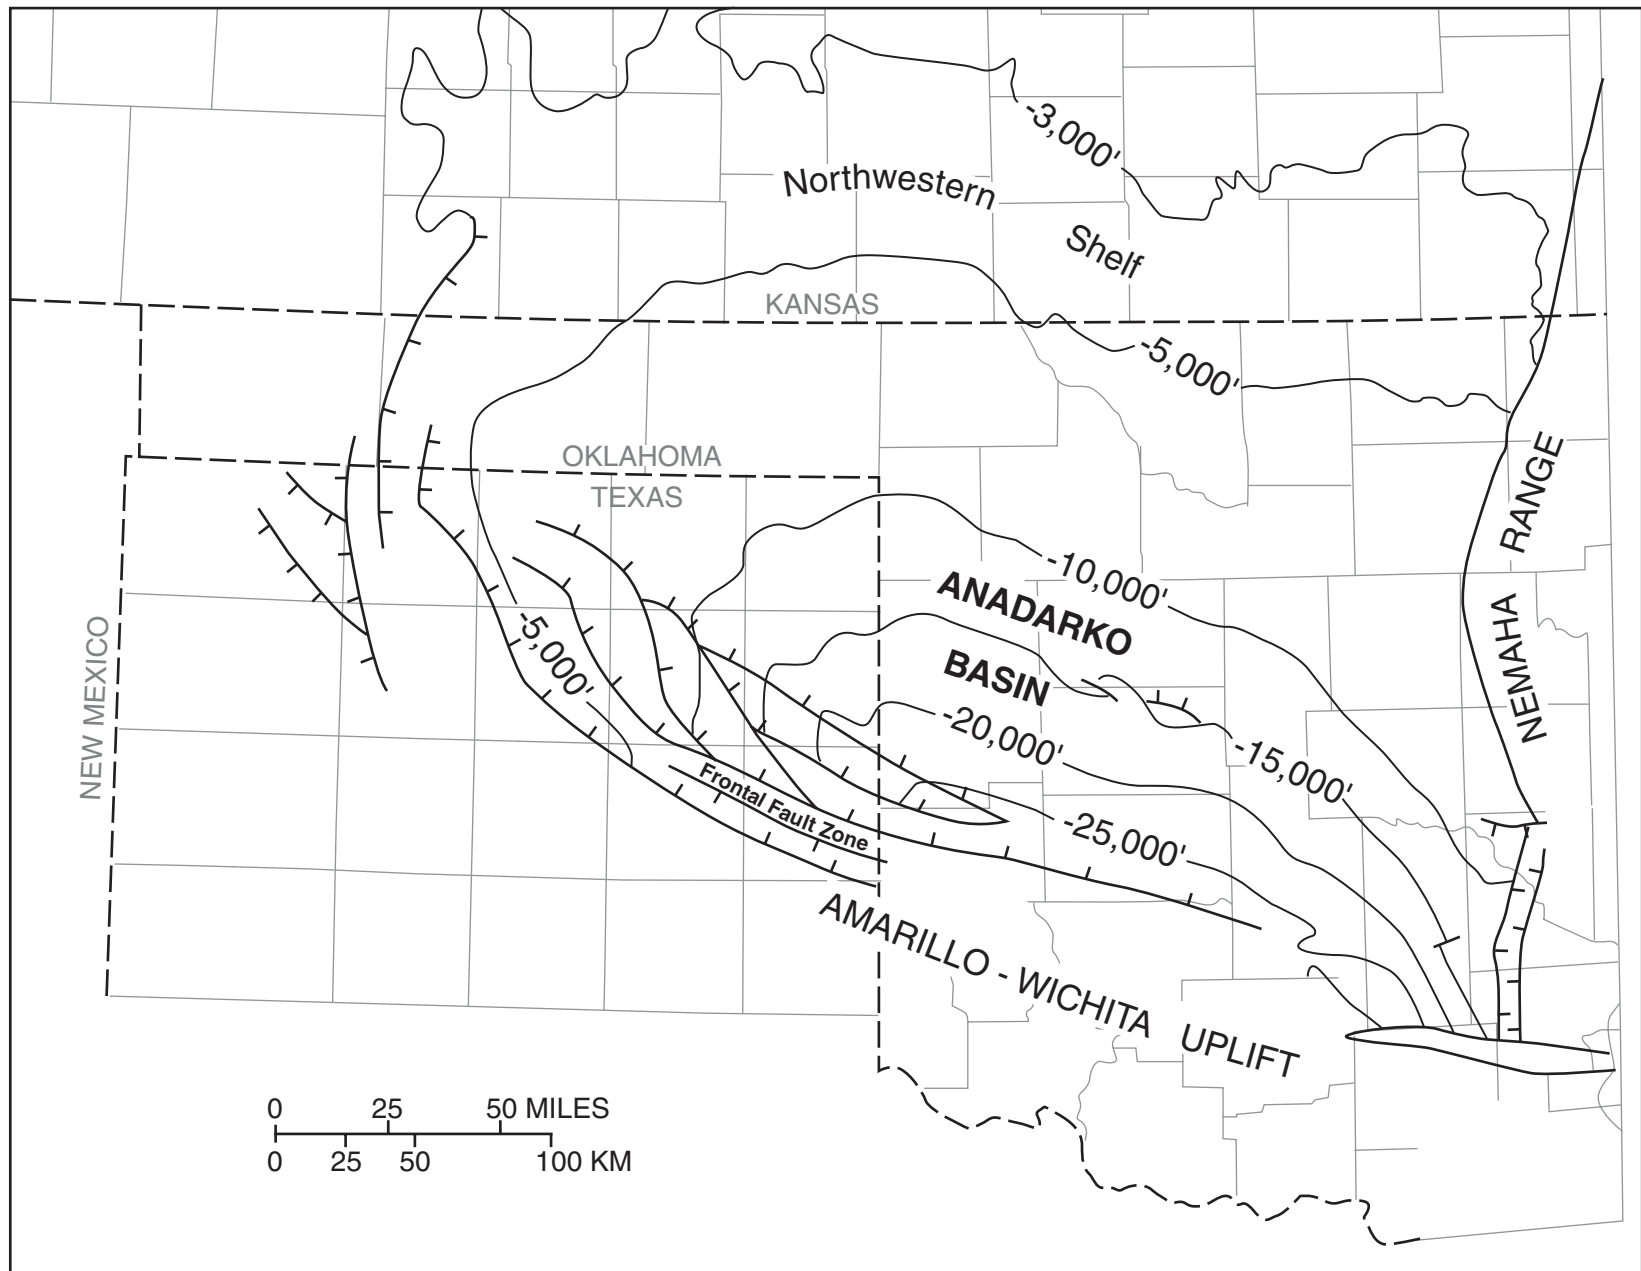 -3,000'
Northwestern
Shelf
KANSAS
-5,000'
OKLAHOMA
TEXAS
NEMAHA RANGE
-10,000'
ANADARKO
BASIN
-5,000'
NEW MEXICO
-20,000'
-15,000'
Frontal Fault Zone
-25,000'
AMARILLO - WICHITA UPLIFT
0 25 50 MILES
0 25 50 100 KM